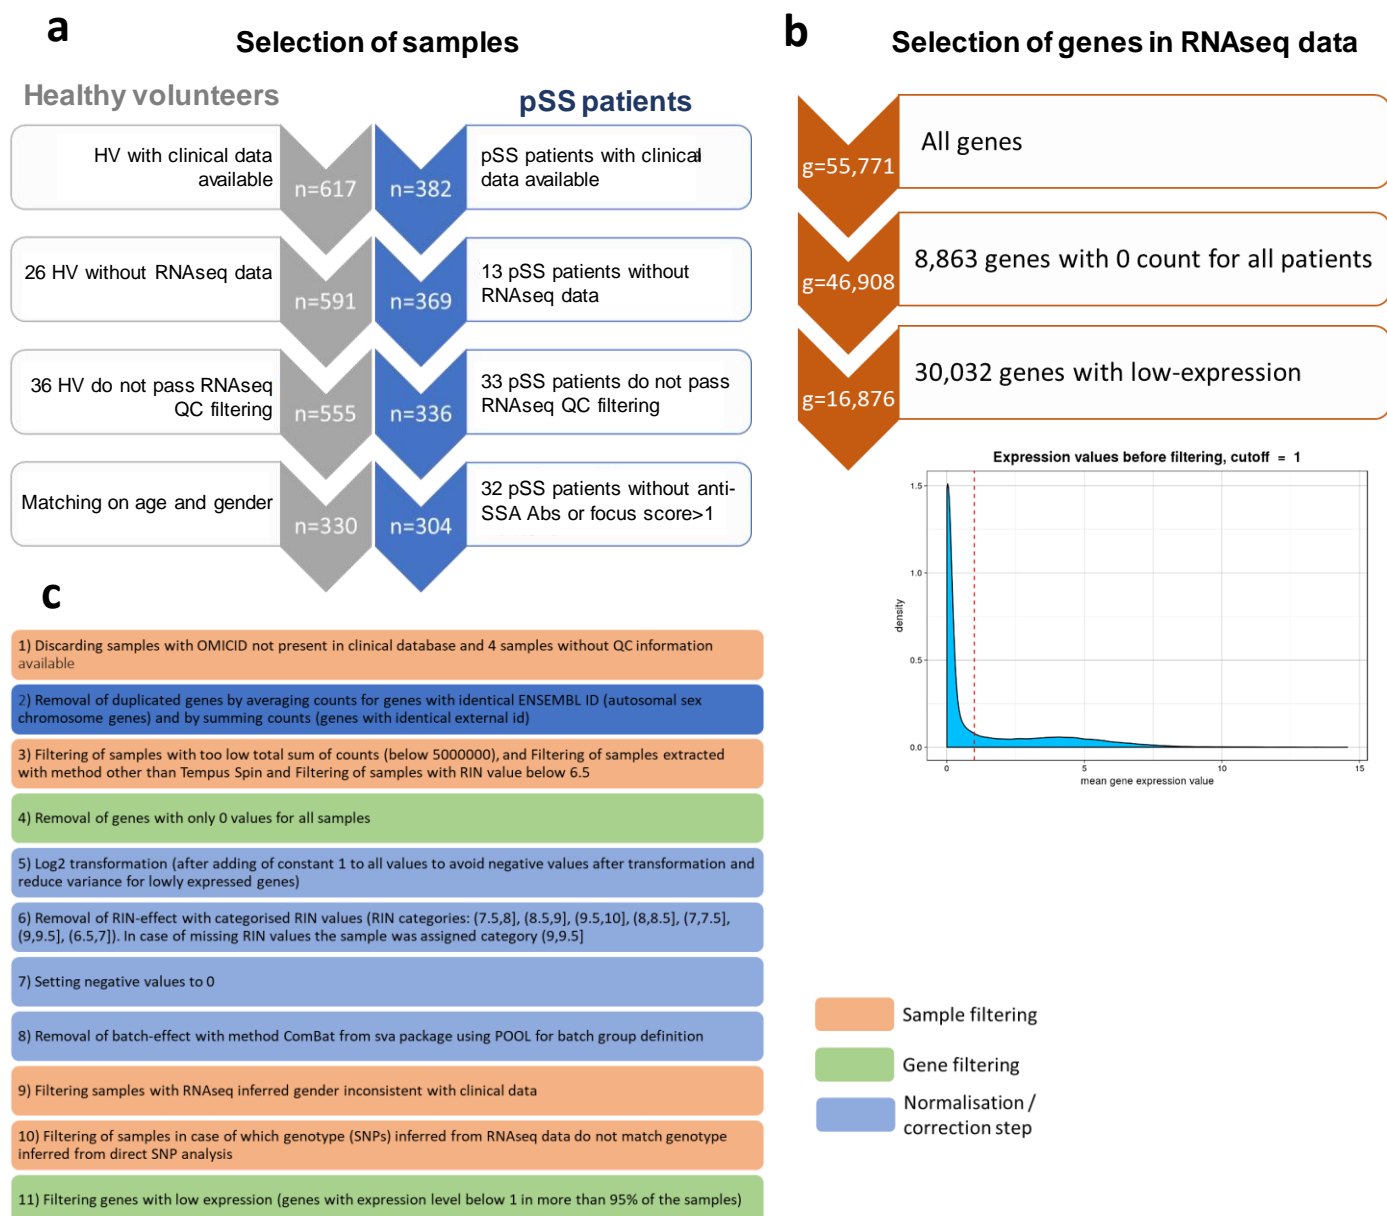 a
Selection of samples
Healthy volunteers
pSS patients
HV with clinical data
available
n=617
n=382
pSS patients with clinical
data available
26 HV without RNAseq data
n=591
n=369
13 pSS patients without
RNAseq data
36 HV do not pass RNAseq
QC filtering
n=555
n=336
33 pSS patients do not pass
RNAseq QC filtering
Matching on age and gender
n=330
n=304
32 pSS patients without anti-
SSA Abs or focus score>1
b
Selection of genes in RNAseq data
g=55,771
All genes
g=46,908
8,863 genes with 0 count for all patients
g=16,876
30,032 genes with low-expression
Expression values before filtering, cutoff = 1
density
1.5
1.0
0.5
0.0
0
5
10
15
mean gene expression value
c
1) Discarding samples with OMICID not present in clinical database and 4 samples without QC information
available
2) Removal of duplicated genes by averaging counts for genes with identical ENSEMBL ID (autosomal sex
chromosome genes) and by summing counts (genes with identical external id)
3) Filtering of samples with too low total sum of counts (below 5000000), and Filtering of samples extracted
with method other than Tempus Spin and Filtering of samples with RIN value below 6.5
4) Removal of genes with only 0 values for all samples
5) Log2 transformation (after adding of constant 1 to all values to avoid negative values after transformation and
reduce variance for lowly expressed genes)
6) Removal of RIN-effect with categorised RIN values (RIN categories: (7.5,8], (8.5,9], (9.5,10], (8,8.5], (7,7.5],
(9,9.5], (6.5,7]). In case of missing RIN values the sample was assigned category (9,9.5]
7) Setting negative values to 0
8) Removal of batch-effect with method ComBat from sva package using POOL for batch group definition
9) Filtering samples with RNAseq inferred gender inconsistent with clinical data
10) Filtering of samples in case of which genotype (SNPs) inferred from RNAseq data do not match genotype
inferred from direct SNP analysis
11) Filtering genes with low expression (genes with expression level below 1 in more than 95% of the samples)
Sample filtering
Gene filtering
Normalisation /
correction step